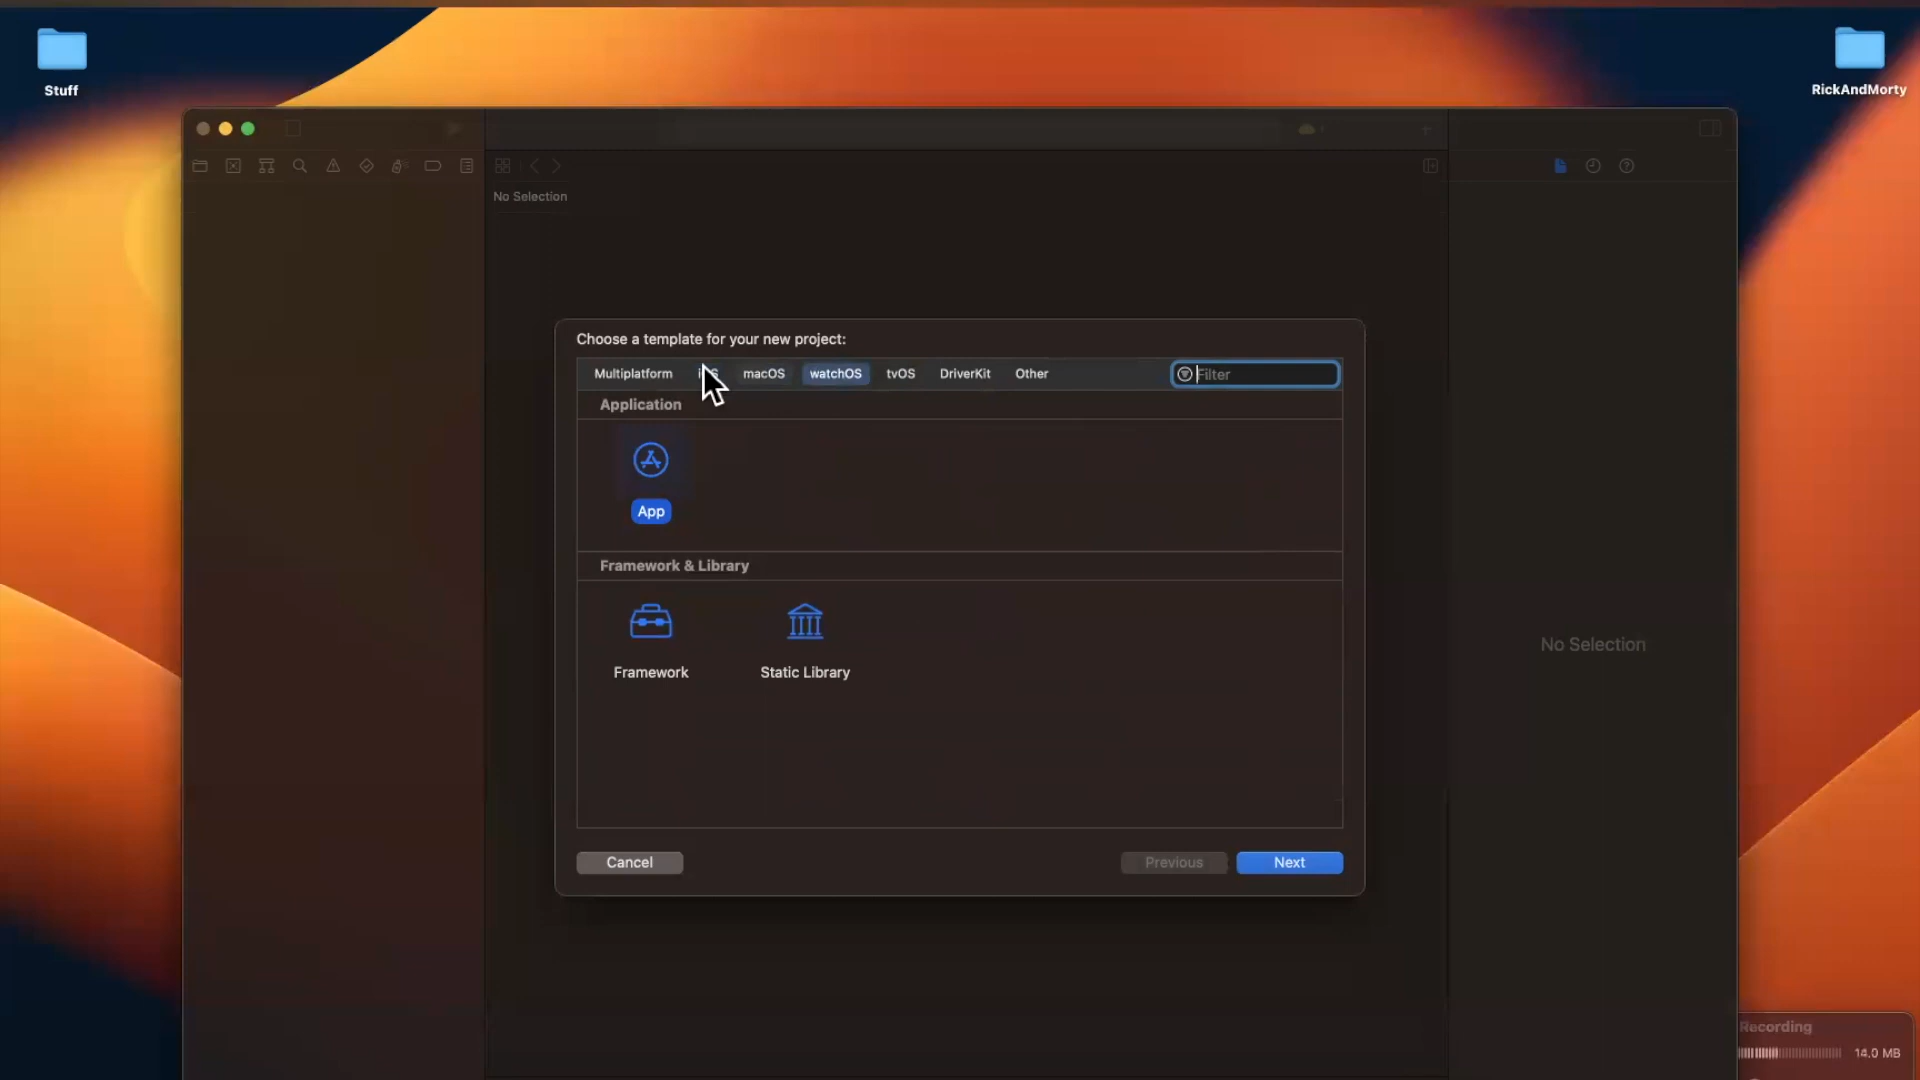 Stuff
RickAndMorty
No Selection
Choose a template for your new project:
Multiplatform iOS macOS watchOS tvOS DriverKit Other
Filter
Application
App
Framework & Library
Framework Static Library
No Selection
Cancel Previous Next
Recording
14.0 MB